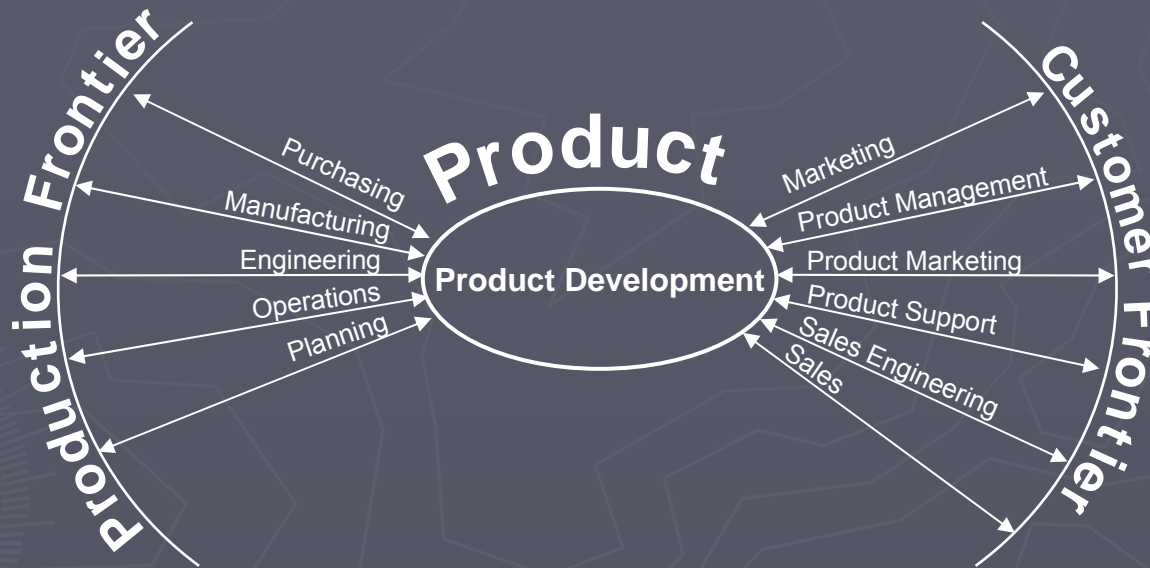 Production Frontier
Purchasing
Manufacturing
Engineering
Operations
Planning
Product
Product Development
Marketing
Product Management
Product Marketing
Product Support
Sales Engineering
Sales
Customer Frontier